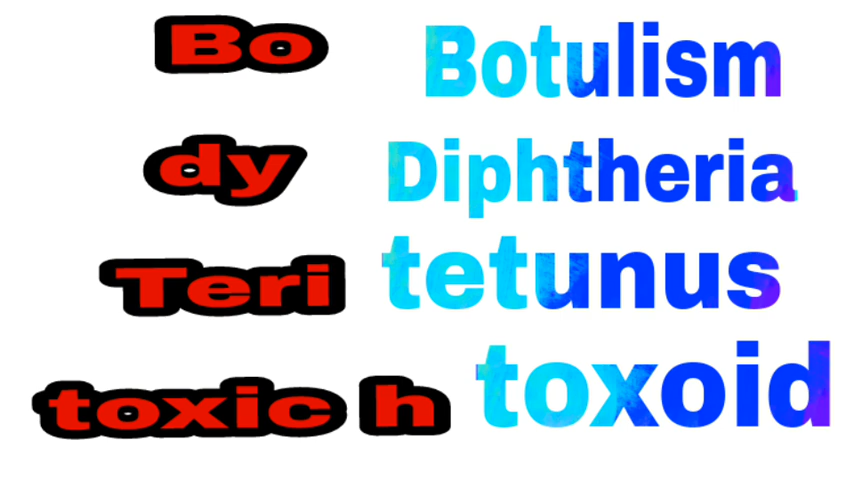 Bo Botulism
dy Diphtheria
Teri tetunus
toxic h toxoid